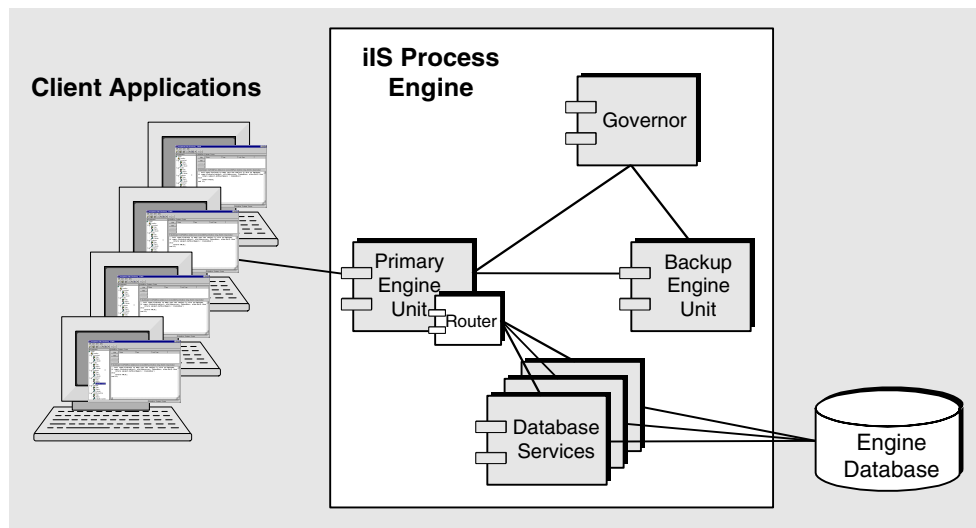 iIS Process
Engine
Client Applications
Governor
Primary
Engine
Unit
Backup
Engine
Unit
Router
Database
Services
Engine
Database